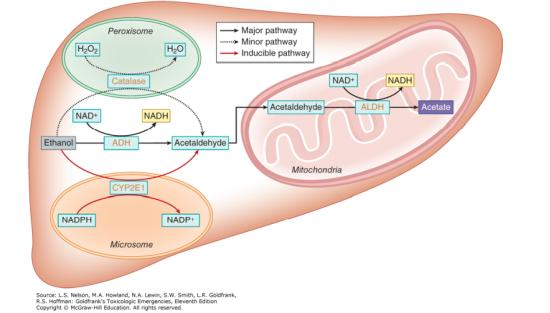 Peroxisome
H₂O₂
H₂O
Catalase
Major pathway
Minor pathway
Inducible pathway
NAD⁺
NADH
Ethanol
ADH
Acetaldehyde
CYP2E1
NADPH
NADP⁺
Microsome
NAD⁺
NADH
Acetaldehyde
ALDH
Acetate
Mitochondria
Source: L.S. Nelson, M.A. Howland, N.A. Lewin, S.W. Smith, L.R. Goldfrank,
R.S. Hoffman: Goldfrank's Toxicologic Emergencies, Eleventh Edition
Copyright © McGraw-Hill Education. All rights reserved.